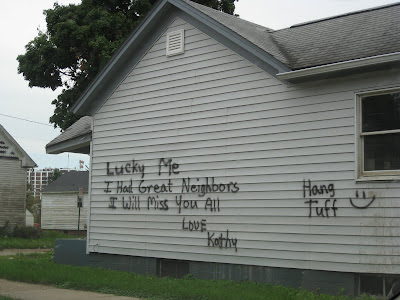 Lucky Me
I Had Great Neighbors
I Will Miss You All
Love
Kathy
Hang
Tuff